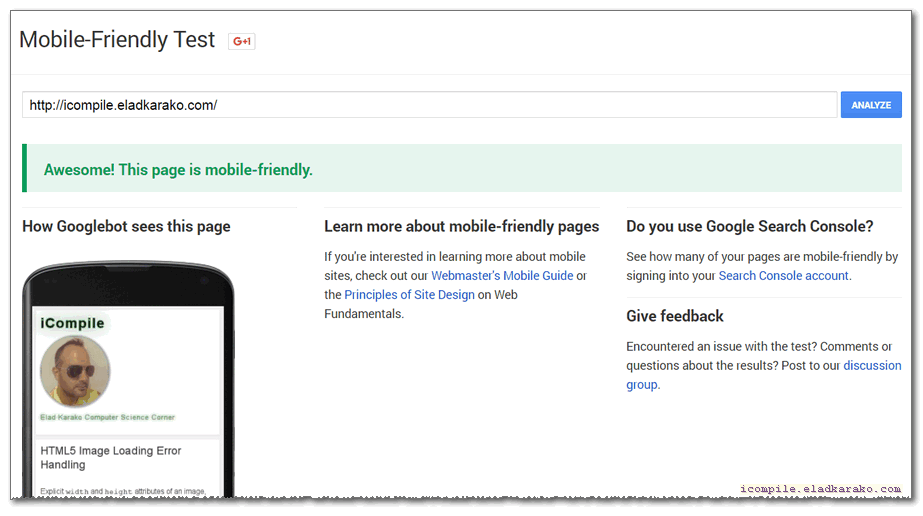 Mobile-Friendly Test G+1
http://icompile.eladkarako.com/
ANALYZE
Awesome! This page is mobile-friendly.
How Googlebot sees this page
iCompile
Elad Karako Computer Science Corner
HTML5 Image Loading Error
Handling
Explicit width and height attributes of an image,
Learn more about mobile-friendly pages
If you're interested in learning more about mobile
sites, check out our Webmaster's Mobile Guide or
the Principles of Site Design on Web
Fundamentals.
Do you use Google Search Console?
See how many of your pages are mobile-friendly by
signing into your Search Console account.
Give feedback
Encountered an issue with the test? Comments or
questions about the results? Post to our discussion
group.
icompile.eladkarako.com